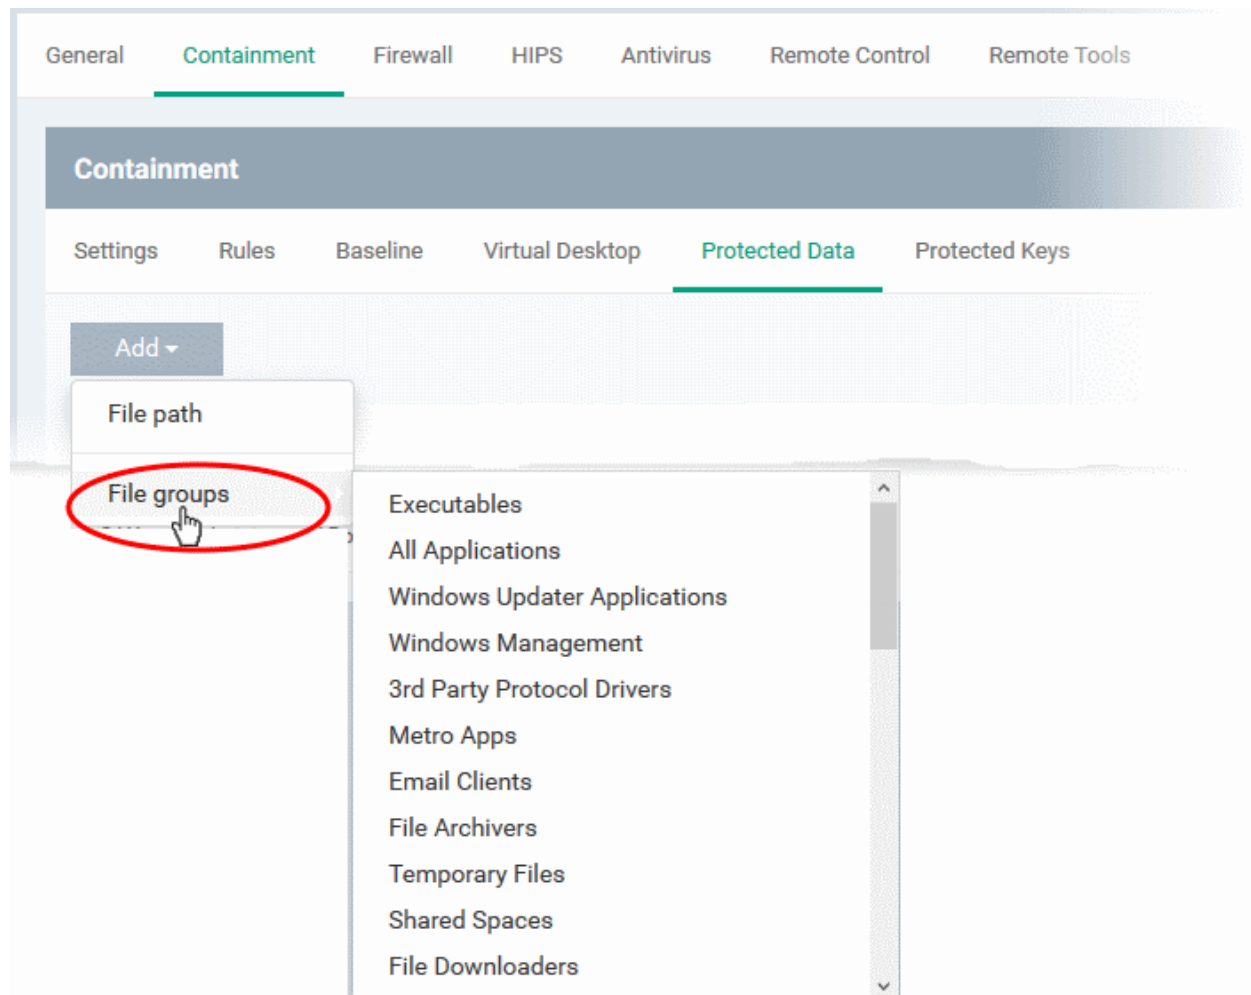 General Containment Firewall HIPS Antivirus Remote Control Remote Tools
Containment
Settings Rules Baseline Virtual Desktop Protected Data Protected Keys
Add
File path
File groups
Executables
All Applications
Windows Updater Applications
Windows Management
3rd Party Protocol Drivers
Metro Apps
Email Clients
File Archivers
Temporary Files
Shared Spaces
File Downloaders